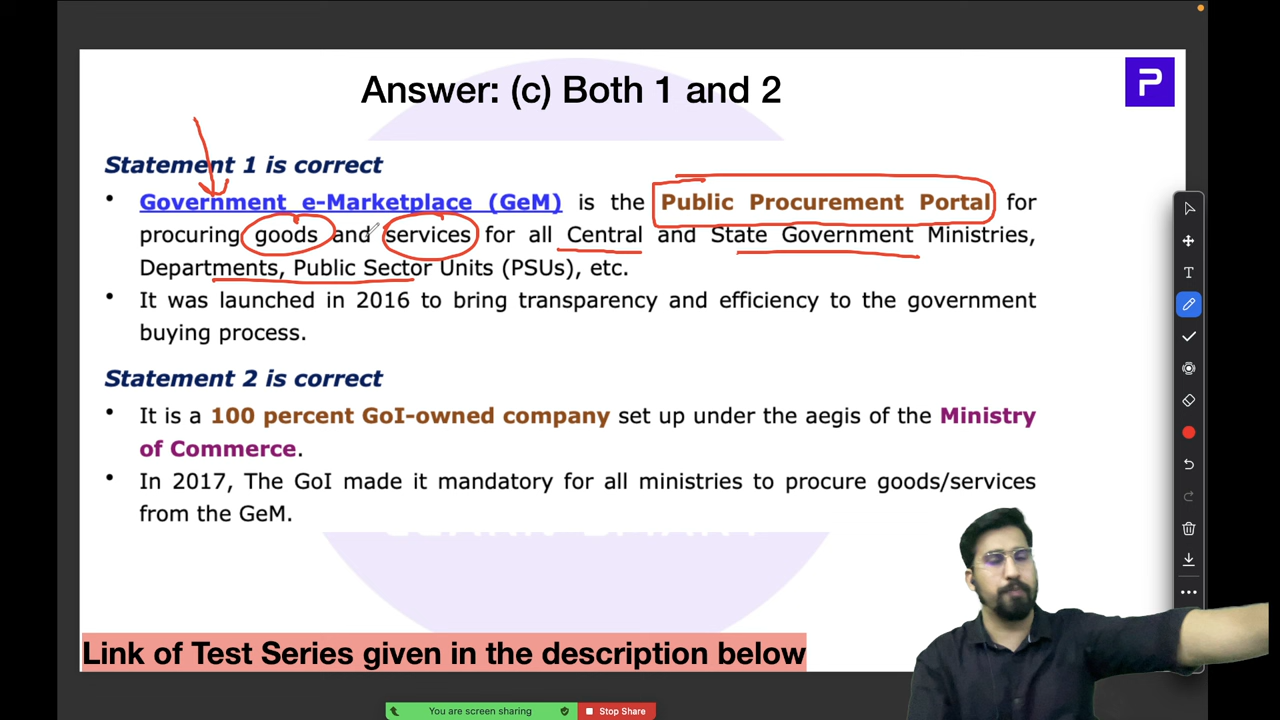 Answer: (c) Both 1 and 2
P
Statement 1 is correct
• Government e-Marketplace (GeM) is the Public Procurement Portal for
procuring goods and services for all Central and State Government Ministries,
Departments, Public Sector Units (PSUs), etc.
• It was launched in 2016 to bring transparency and efficiency to the government
buying process.
Statement 2 is correct
• It is a 100 percent GoI-owned company set up under the aegis of the Ministry
of Commerce.
• In 2017, The GoI made it mandatory for all ministries to procure goods/services
from the GeM.
Link of Test Series given in the description below
You are screen sharing
Stop Share
T